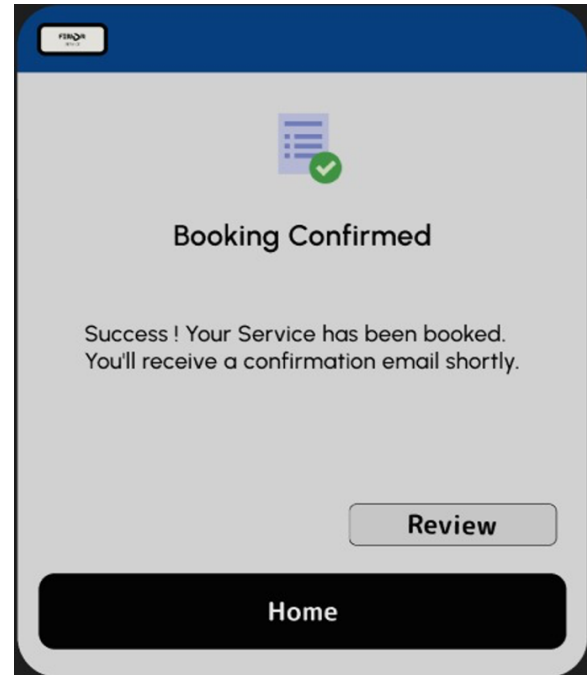 Booking Confirmed
Success ! Your Service has been booked.
You'll receive a confirmation email shortly.
Review
Home